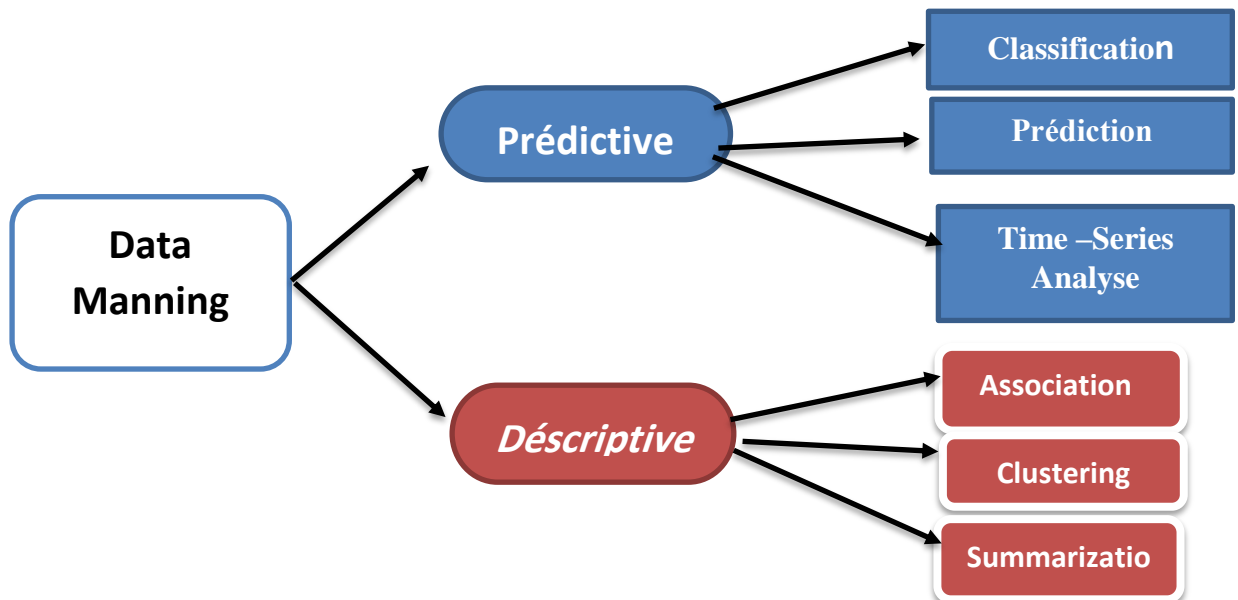 Data
Manning
Prédictive
Déscriptive
Classification
Prédiction
Time –Series
Analyse
Association
Clustering
Summarizatio